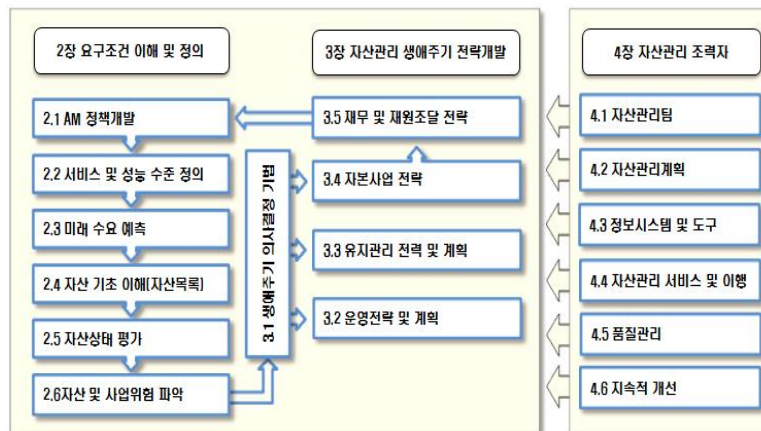 2장 요구조건 이해 및 정의
3장 자산관리 생애주기 전략개발
4장 자산관리 조력자
2.1 AM 정책개발
2.2 서비스 및 성능 수준 정의
2.3 미래 수요 예측
2.4 자산 기초 이해(자산목록)
2.5 자산상태 평가
2.6자산 및 사업위험 파악
3.1 생애주기 의사결정 기법
3.5 재무 및 재원조달 전략
3.4 자본사업 전략
3.3 유지관리 전력 및 계획
3.2 운영전략 및 계획
4.1 자산관리팀
4.2 자산관리계획
4.3 정보시스템 및 도구
4.4 자산관리 서비스 및 이행
4.5 품질관리
4.6 지속적 개선